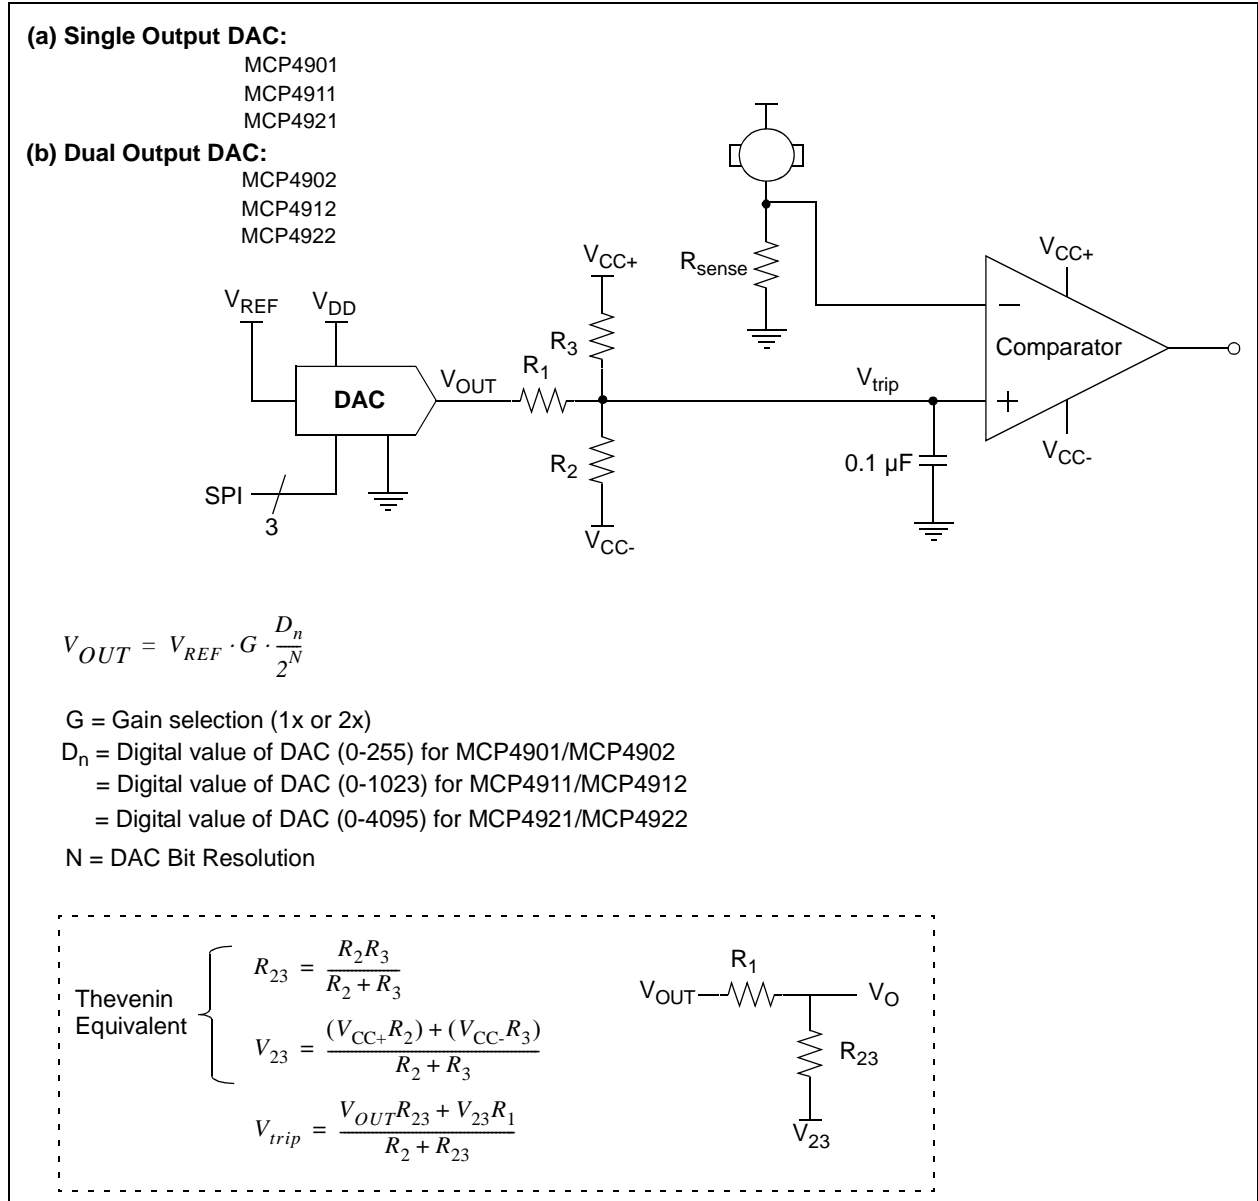 (a) Single Output DAC:
MCP4901
MCP4911
MCP4921
(b) Dual Output DAC:
MCP4902
MCP4912
MCP4922
VREF
VDD
DAC
SPI
3
VOUT
R1
VCC+
R3
R2
VCC-
Rsense
Vtrip
0.1 µF
VCC+
Comparator
VCC-
VOUT = VREF · G · Dn/2^N
G = Gain selection (1x or 2x)
Dn = Digital value of DAC (0-255) for MCP4901/MCP4902
= Digital value of DAC (0-1023) for MCP4911/MCP4912
= Digital value of DAC (0-4095) for MCP4921/MCP4922
N = DAC Bit Resolution
Thevenin
Equivalent
R23 = R2R3/(R2 + R3)
V23 = ((VCC+R2) + (VCC-R3))/(R2 + R3)
Vtrip = (VOUTR23 + V23R1)/(R2 + R23)
R1
VOUT
VO
R23
V23